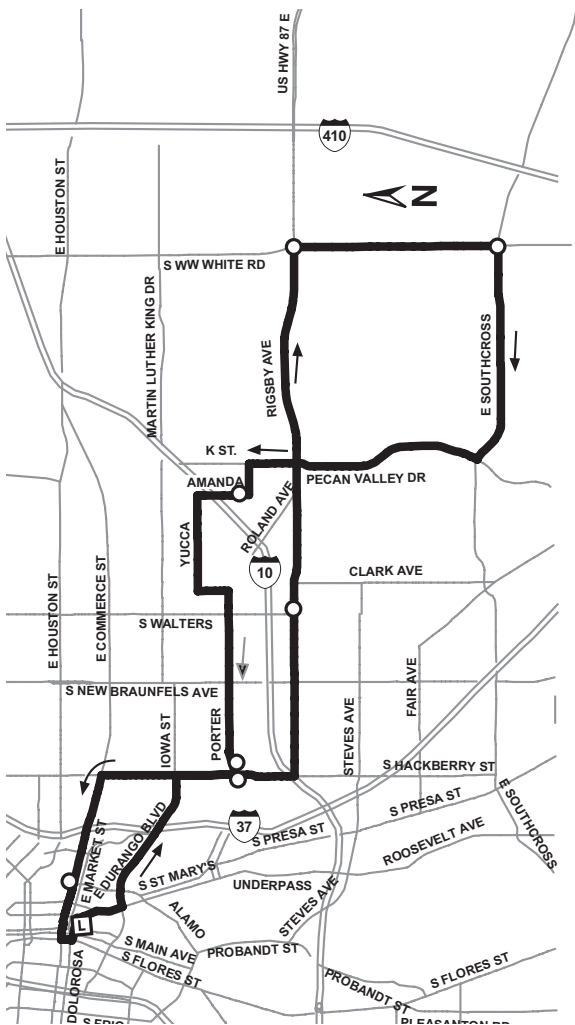 US HWY 87 E
410
N
E HOUSTON ST
S WW WHITE RD
MARTIN LUTHER KING DR
RIGSBY AVE
E SOUTHCROSS
K ST.
AMANDA
PECAN VALLEY DR
ROLAND AVE
YUCCA
10
CLARK AVE
E HOUSTON ST
E COMMERCE ST
S WALTERS
S NEW BRAUNFELS AVE
FAIR AVE
IOWA ST
PORTER
STEVES AVE
S HACKBERRY ST
E SOUTHCROSS
S PRESA ST
37
S PRESA ST
ROOSEVELT AVE
E MARKET ST
E DURANGO BLVD
S ST MARY'S
UNDERPASS
STEVES AVE
ALAMO
L
S MAIN AVE
PROBANDT ST
S FLORES ST
S FLORES ST
PROBANDT ST
DOLOROSA
PLEASANTON RD